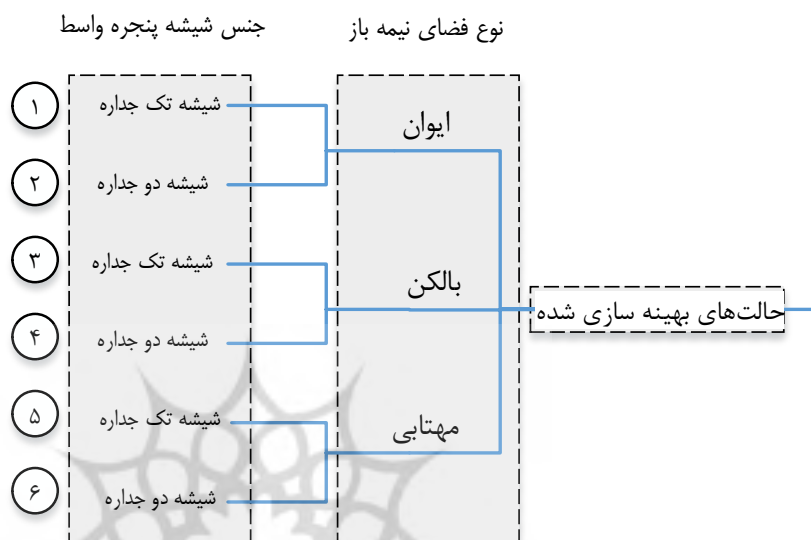 نوع فضای نیمه باز
جنس شیشه پنجره واسط
حالت‌های بهینه سازی شده
ایوان
شیشه تک جداره
۱
شیشه دو جداره
۲
بالکن
شیشه تک جداره
۳
شیشه دو جداره
۴
مهتابی
شیشه تک جداره
۵
شیشه دو جداره
۶